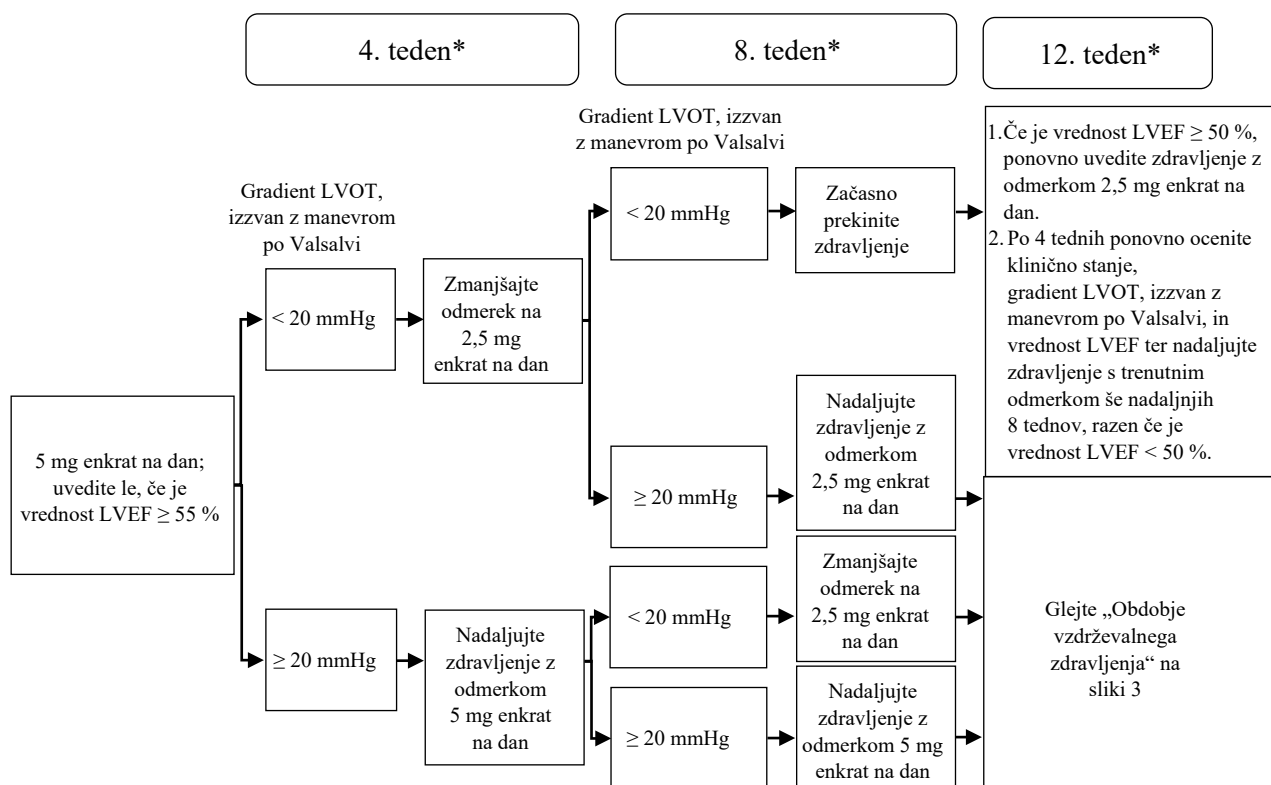 4. teden*
8. teden*
12. teden*
Gradient LVOT,
izzvan z manevrom
po Valsalvi
Gradient LVOT, izzvan
z manevrom po Valsalvi
5 mg enkrat na dan;
uvedite le, če je
vrednost LVEF ≥ 55 %
< 20 mmHg
Zmanjšajte
odmerek na
2,5 mg
enkrat na dan
< 20 mmHg
Začasno
prekinite
zdravljenje
1. Če je vrednost LVEF ≥ 50 %,
ponovno uvedite zdravljenje z
odmerkom 2,5 mg enkrat na
dan.
2. Po 4 tednih ponovno ocenite
klinično stanje,
gradient LVOT, izzvan z
manevrom po Valsalvi, in
vrednost LVEF ter nadaljujte
zdravljenje s trenutnim
odmerkom še nadaljnjih
8 tednov, razen če je
vrednost LVEF < 50 %.
≥ 20 mmHg
Nadaljujte
zdravljenje z
odmerkom
2,5 mg enkrat
na dan
≥ 20 mmHg
Nadaljujte
zdravljenje z
odmerkom
5 mg enkrat
na dan
< 20 mmHg
Zmanjšajte
odmerek na
2,5 mg enkrat
na dan
≥ 20 mmHg
Nadaljujte
zdravljenje z
odmerkom 5 mg
enkrat na dan
Glejte „Obdobje
vzdrževalnega
zdravljenja“ na
sliki 3